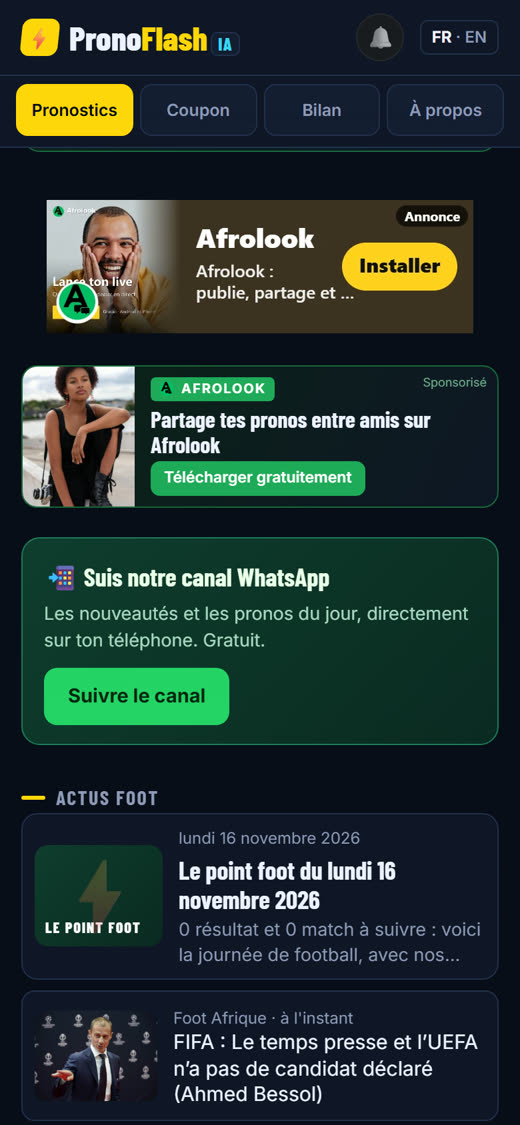 PronoFlash IA
FR · EN
Pronostics
Coupon
Bilan
À propos
Annonce
Afrolook
Lance ton live
Afrolook
Afrolook :
publie, partage et ...
Installer
AFROLOOK
Sponsorisé
Partage tes pronos entre amis sur
Afrolook
Télécharger gratuitement
Suis notre canal WhatsApp
Les nouveautés et les pronos du jour, directement
sur ton téléphone. Gratuit.
Suivre le canal
ACTUS FOOT
lundi 16 novembre 2026
Le point foot du lundi 16
novembre 2026
LE POINT FOOT
0 résultat et 0 match à suivre : voici
la journée de football, avec nos...
Foot Afrique · à l'instant
FIFA : Le temps presse et l’UEFA
n’a pas de candidat déclaré
(Ahmed Bessol)